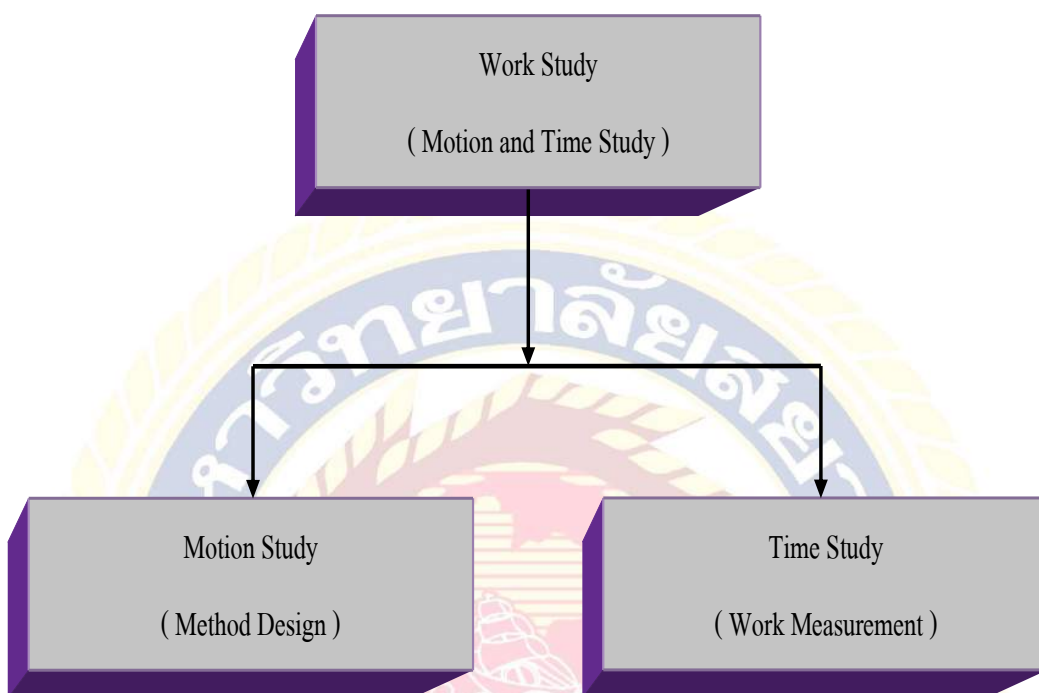 Work Study
( Motion and Time Study )
Motion Study
( Method Design )
Time Study
( Work Measurement )